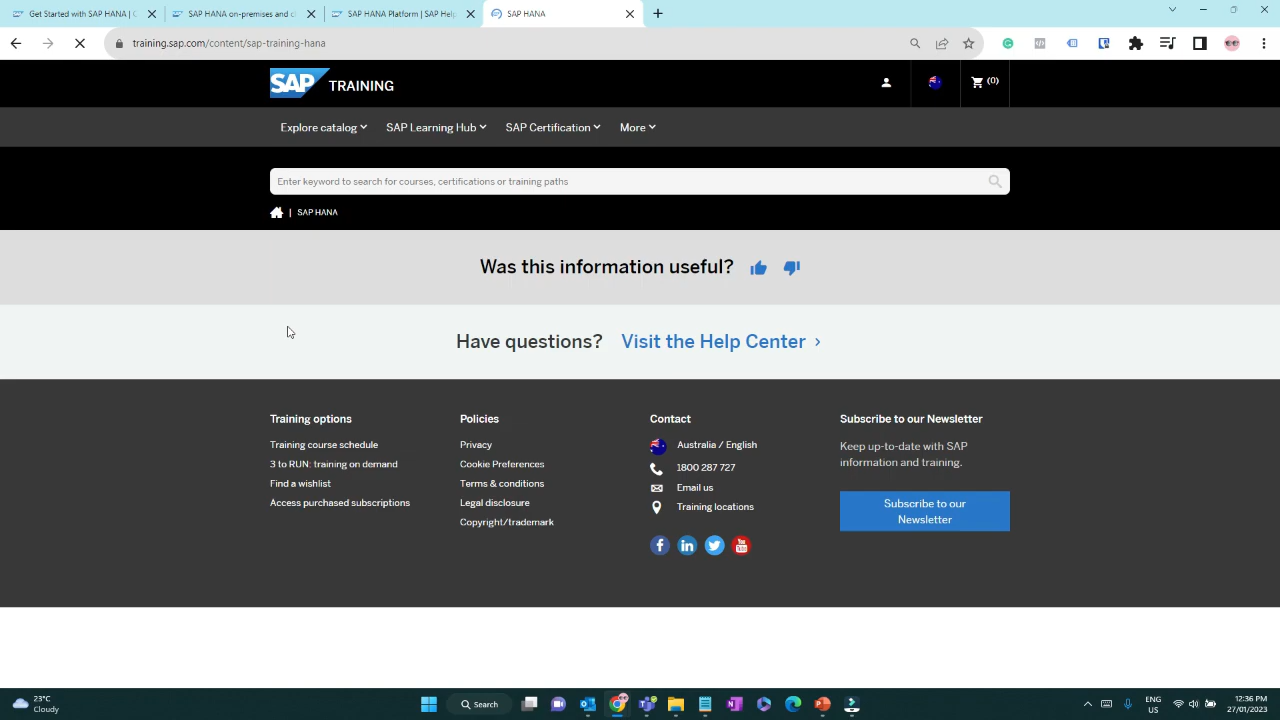 Get Started with SAP HANA | C
SAP HANA on-premises and cl
SAP HANA Platform | SAP Help
SAP HANA
training.sap.com/content/sap-training-hana
SAP TRAINING
(0)
Explore catalog
SAP Learning Hub
SAP Certification
More
Enter keyword to search for courses, certifications or training paths
| SAP HANA
Was this information useful?
Have questions? Visit the Help Center
Training options
Training course schedule
3 to RUN: training on demand
Find a wishlist
Access purchased subscriptions
Policies
Privacy
Cookie Preferences
Terms & conditions
Legal disclosure
Copyright/trademark
Contact
Australia / English
1800 287 727
Email us
Training locations
Subscribe to our Newsletter
Keep up-to-date with SAP
information and training.
Subscribe to our
Newsletter
23°C
Cloudy
Search
ENG
US
12:36 PM
27/01/2023